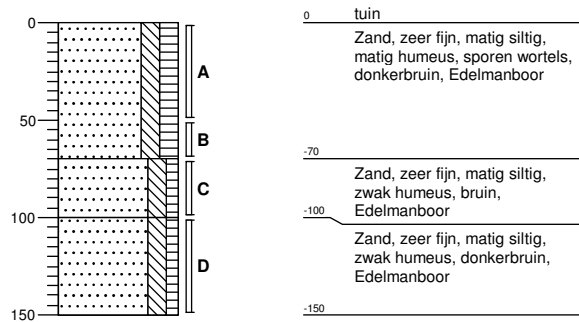 0
50
100
150
A
B
C
D
0 tuin
Zand, zeer fijn, matig siltig,
matig humeus, sporen wortels,
donkerbruin, Edelmanboor
-70
Zand, zeer fijn, matig siltig,
zwak humeus, bruin,
Edelmanboor
-100
Zand, zeer fijn, matig siltig,
zwak humeus, donkerbruin,
Edelmanboor
-150